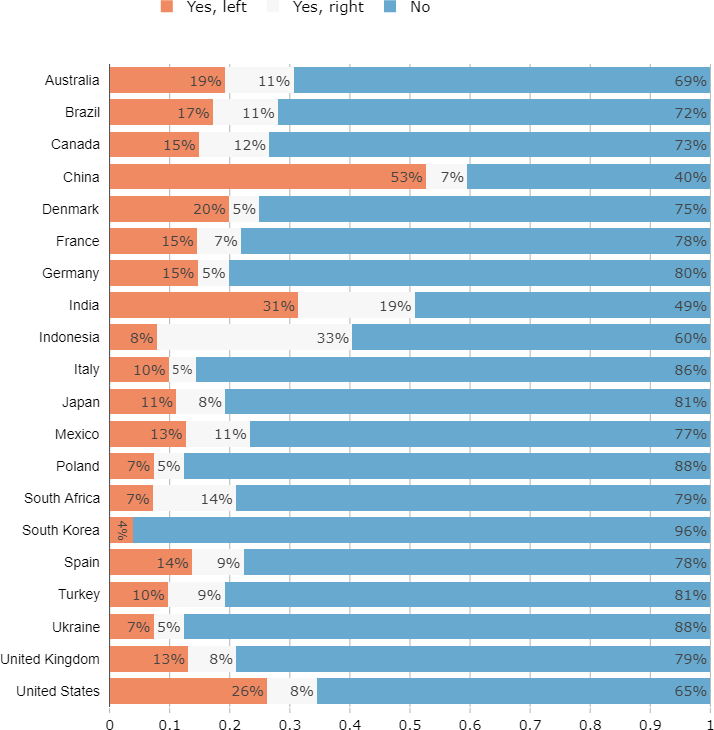 Yes, left Yes, right No
Australia 19% 11% 69%
Brazil 17% 11% 72%
Canada 15% 12% 73%
China 53% 7% 40%
Denmark 20% 5% 75%
France 15% 7% 78%
Germany 15% 5% 80%
India 31% 19% 49%
Indonesia 8% 33% 60%
Italy 10% 5% 86%
Japan 11% 8% 81%
Mexico 13% 11% 77%
Poland 7% 5% 88%
South Africa 7% 14% 79%
South Korea 4% 96%
Spain 14% 9% 78%
Turkey 10% 9% 81%
Ukraine 7% 5% 88%
United Kingdom 13% 8% 79%
United States 26% 8% 65%
0 0.1 0.2 0.3 0.4 0.5 0.6 0.7 0.8 0.9 1